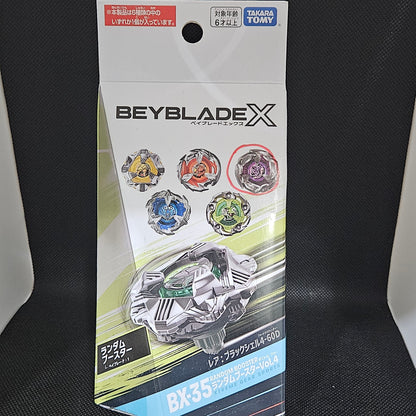 ※本製品は6種類の中の
いずれか1個が入っています。
対象年齢
6才以上
TAKARA
TOMY
BEYBLADE X
ベイブレードエックス
ランダム
ブースター
レア：ブラックシェル4-60D
BX-35
RANDOM BOOSTER
ランダムブースターVol.4